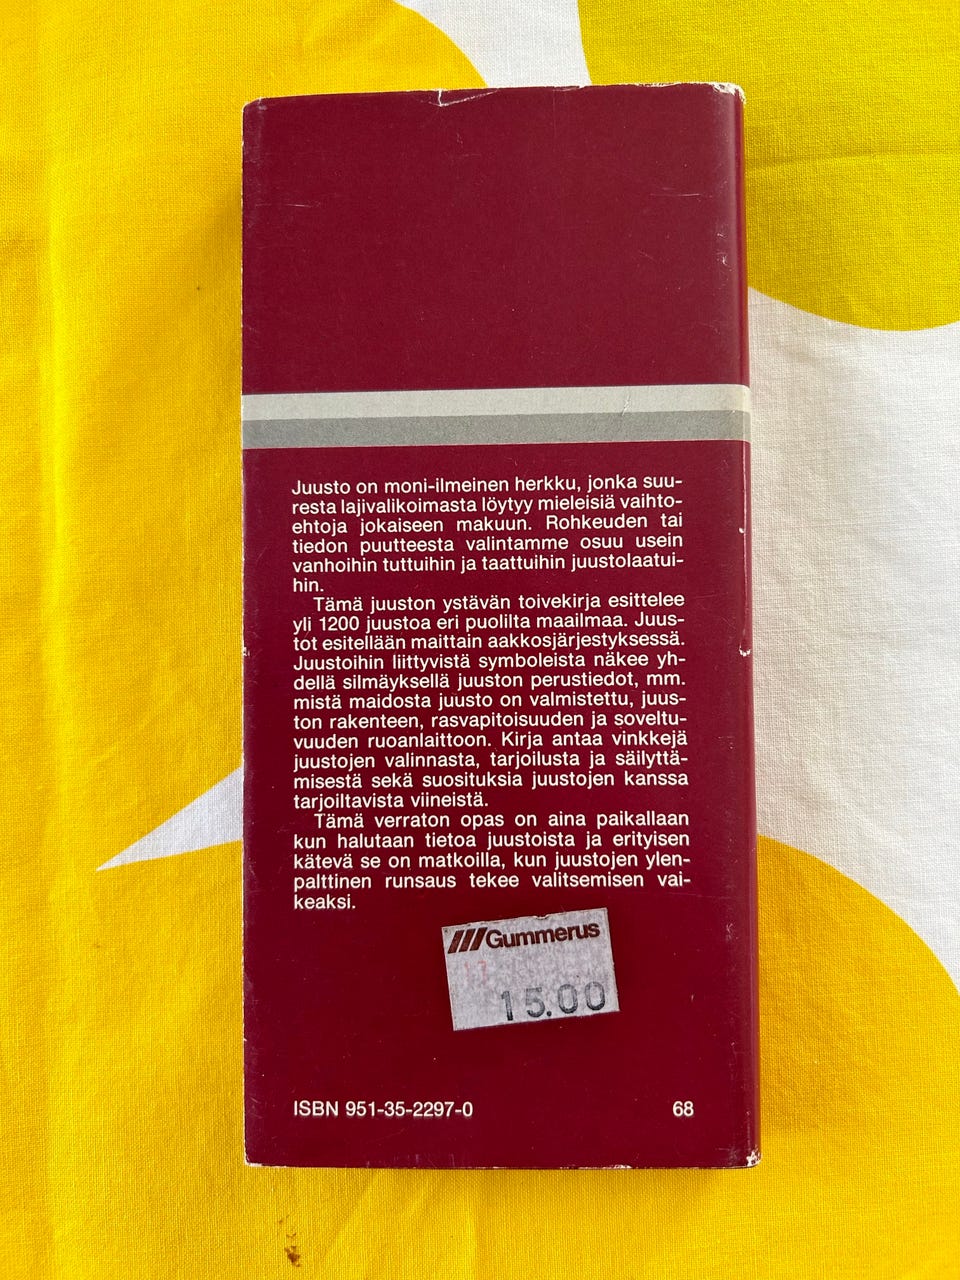 Juusto on moni-ilmeinen herkku, jonka suu-
resta lajivalikoimasta löytyy mieleisiä vaihto-
ehtoja jokaiseen makuun. Rohkeuden tai
tiedon puutteesta valintamme osuu usein
vanhoihin tuttuihin ja taattuihin juustolaatui-
hin.
Tämä juuston ystävän toivekirja esittelee
yli 1200 juustoa eri puolilta maailmaa. Juus-
tot esitellään maittain aakkosjärjestyksessä.
Juustoihin liittyvistä symboleista näkee yh-
dellä silmäyksellä juuston perustiedot, mm.
mistä maidosta juusto on valmistettu, juus-
ton rakenteen, rasvapitoisuuden ja soveltu-
vuuden ruoanlaittoon. Kirja antaa vinkkejä
juustojen valinnasta, tarjoilusta ja säilyttä-
misestä sekä suosituksia juustojen kanssa
tarjoiltavista viineistä.
Tämä verraton opas on aina paikallaan
kun halutaan tietoa juustoista ja erityisen
kätevä se on matkoilla, kun juustojen ylen-
palttinen runsaus tekee valitsemisen vai-
keaksi.
Gummerus
17
15.00
ISBN 951-35-2297-0 68